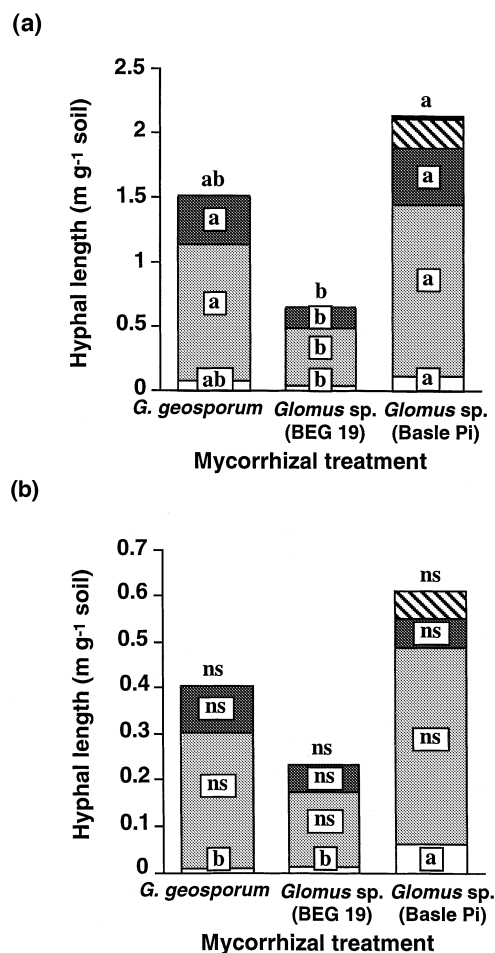 (a)
Hyphal length (m g-1 soil)
2.5
2
1.5
1
0.5
0
ab
a
a
ab
b
b
b
b
a
a
a
a
G. geosporum
Glomus sp.
(BEG 19)
Glomus sp.
(Basle Pi)
Mycorrhizal treatment
(b)
Hyphal length (m g-1 soil)
0.7
0.6
0.5
0.4
0.3
0.2
0.1
0
ns
ns
ns
b
ns
ns
ns
b
ns
ns
ns
a
G. geosporum
Glomus sp.
(BEG 19)
Glomus sp.
(Basle Pi)
Mycorrhizal treatment